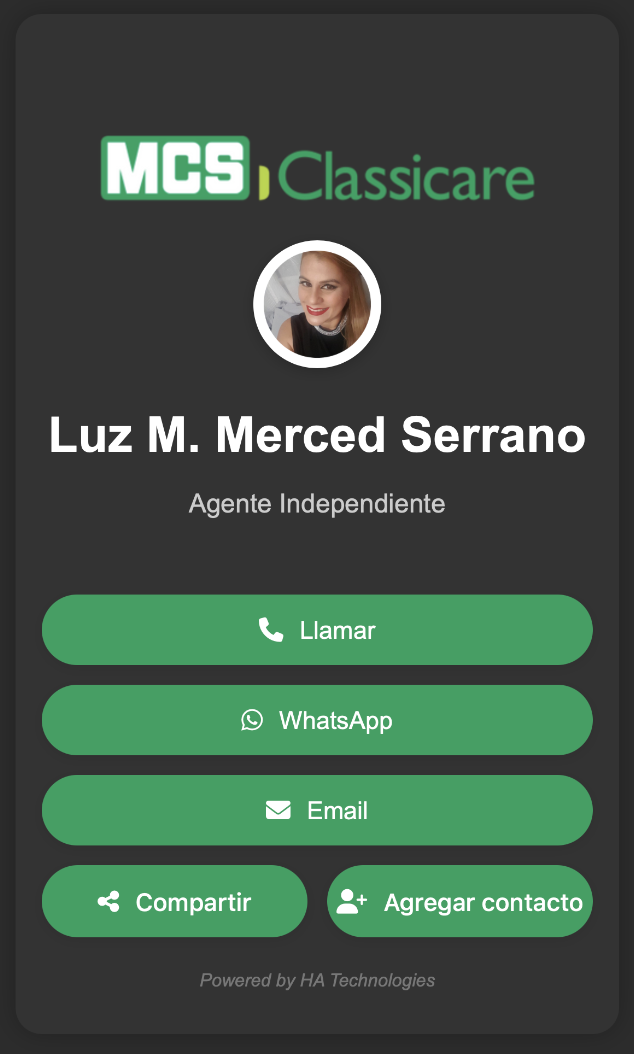 MCS Classicare
Luz M. Merced Serrano
Agente Independiente
Llamar
WhatsApp
Email
Compartir
Agregar contacto
Powered by HA Technologies